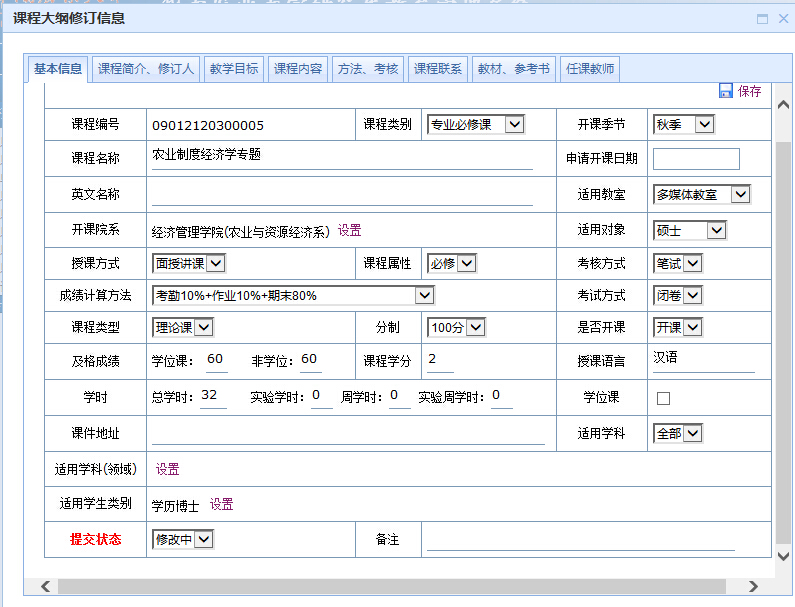 课程大纲修订信息
基本信息 课程简介、修订人 教学目标 课程内容 方法、考核 课程联系 教材、参考书 任课教师
保存
课程编号 09012120300005 课程类别 专业必修课 开课季节 秋季
课程名称 农业制度经济学专题 申请开课日期
英文名称 适用教室 多媒体教室
开课院系 经济管理学院(农业与资源经济系) 设置 适用对象 硕士
授课方式 面授讲课 课程属性 必修 考核方式 笔试
成绩计算方法 考勤10%+作业10%+期末80% 考试方式 闭卷
课程类型 理论课 分制 100分 是否开课 开课
及格成绩 学位课: 60 非学位: 60 课程学分 2 授课语言 汉语
学时 总学时: 32 实验学时: 0 周学时: 0 实验周学时: 0 学位课
课件地址 适用学科 全部
适用学科(领域) 设置
适用学生类别 学历博士 设置
提交状态 修改中 备注